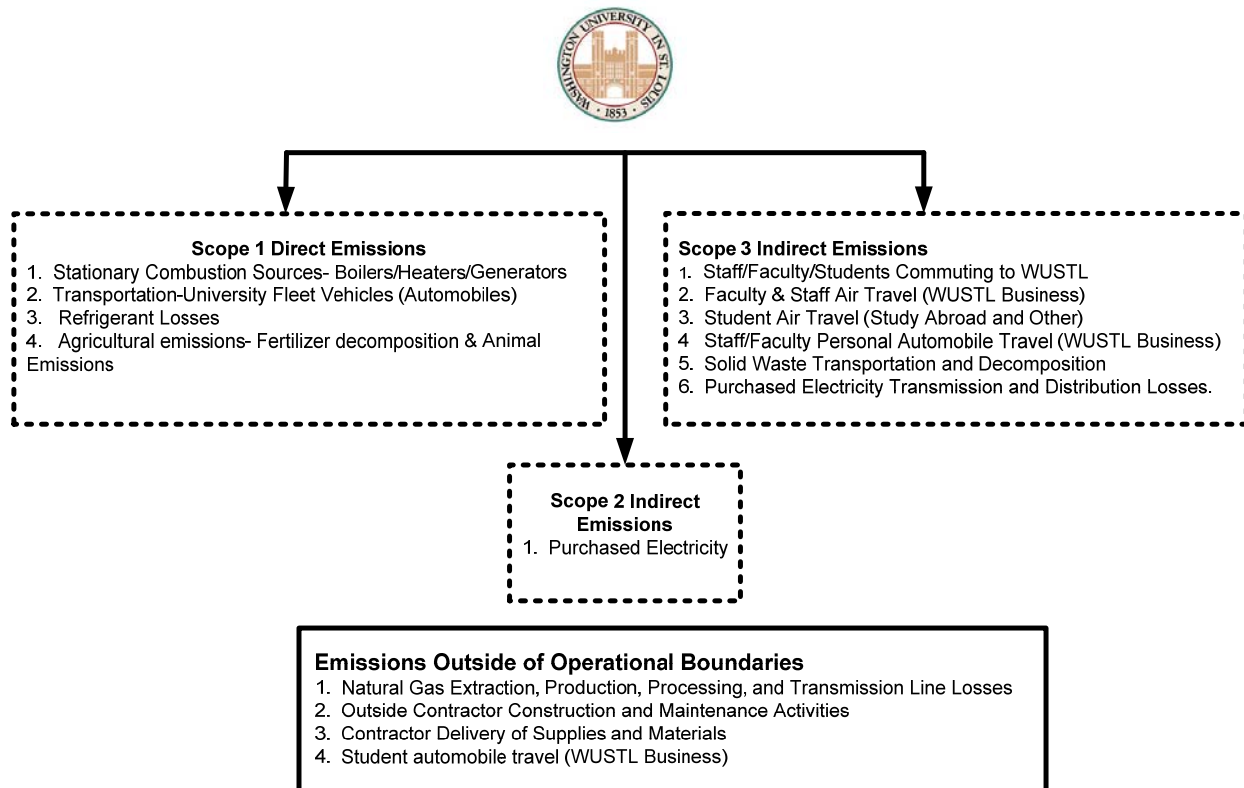 WASHINGTON UNIVERSITY IN ST. LOUIS
· 1853 ·
Scope 1 Direct Emissions
1. Stationary Combustion Sources- Boilers/Heaters/Generators
2. Transportation-University Fleet Vehicles (Automobiles)
3. Refrigerant Losses
4. Agricultural emissions- Fertilizer decomposition & Animal
Emissions
Scope 3 Indirect Emissions
1. Staff/Faculty/Students Commuting to WUSTL
2. Faculty & Staff Air Travel (WUSTL Business)
3. Student Air Travel (Study Abroad and Other)
4 Staff/Faculty Personal Automobile Travel (WUSTL Business)
5. Solid Waste Transportation and Decomposition
6. Purchased Electricity Transmission and Distribution Losses.
Scope 2 Indirect
Emissions
1. Purchased Electricity
Emissions Outside of Operational Boundaries
1. Natural Gas Extraction, Production, Processing, and Transmission Line Losses
2. Outside Contractor Construction and Maintenance Activities
3. Contractor Delivery of Supplies and Materials
4. Student automobile travel (WUSTL Business)